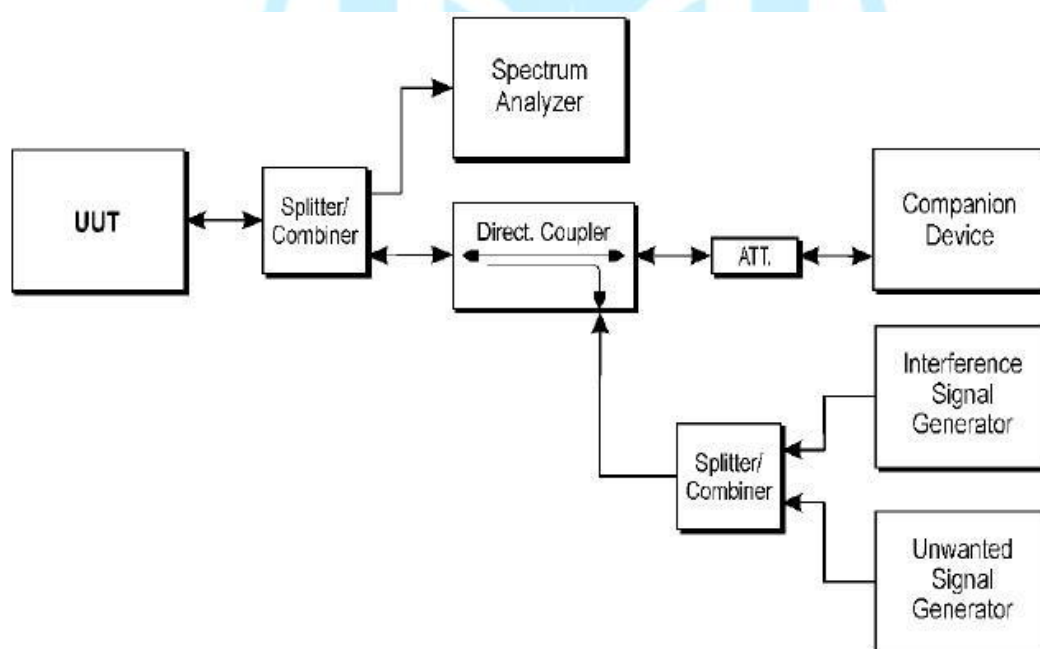 Spectrum
Analyzer
UUT
Splitter/
Combiner
Direct. Coupler
ATT.
Companion
Device
Interference
Signal
Generator
Splitter/
Combiner
Unwanted
Signal
Generator